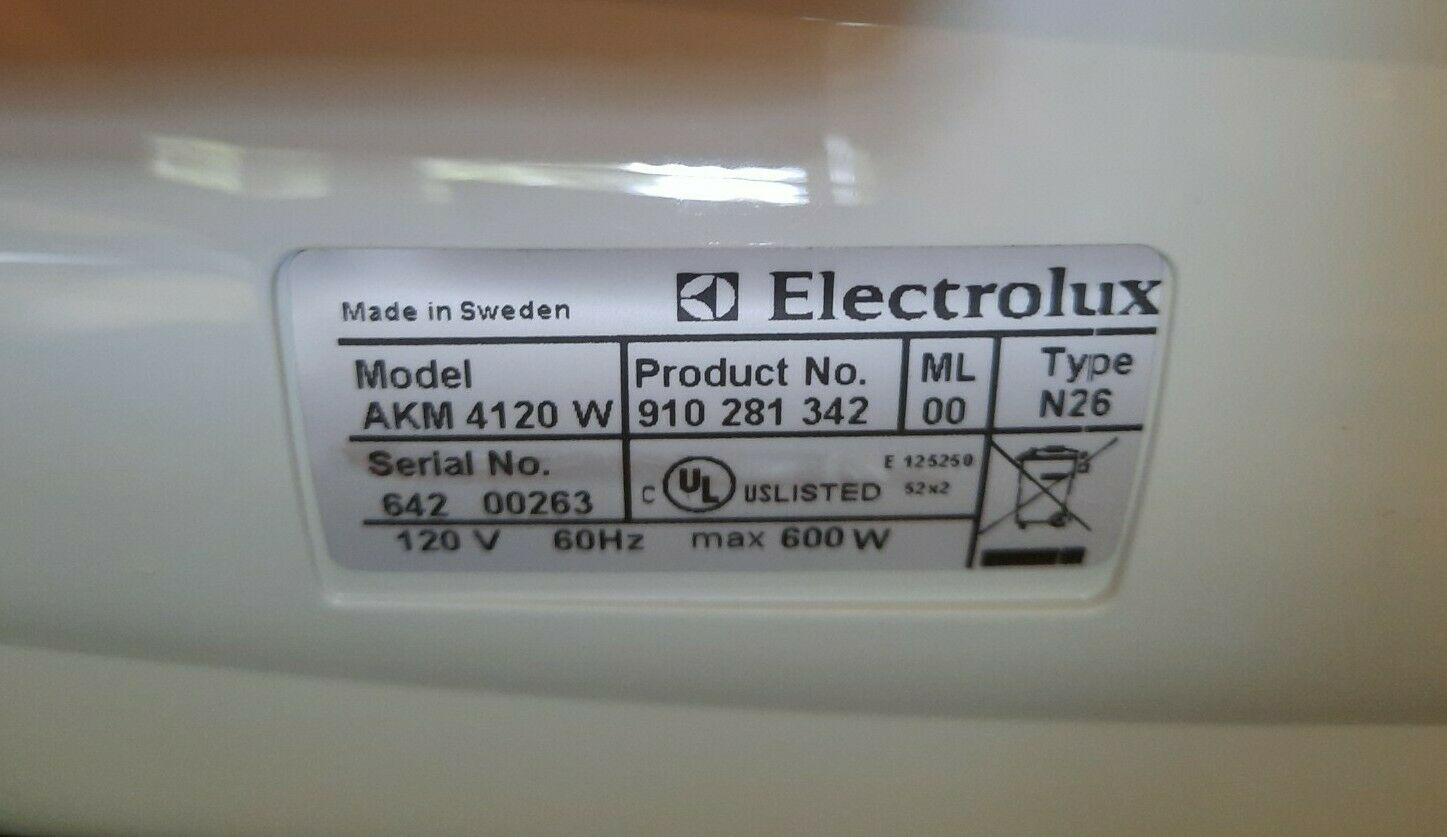 Made in Sweden Electrolux
Model Product No. ML Type
AKM 4120 W 910 281 342 00 N26
Serial No. E 125250
642 00263 C UL US LISTED 52x2
120 V 60Hz max 600 W